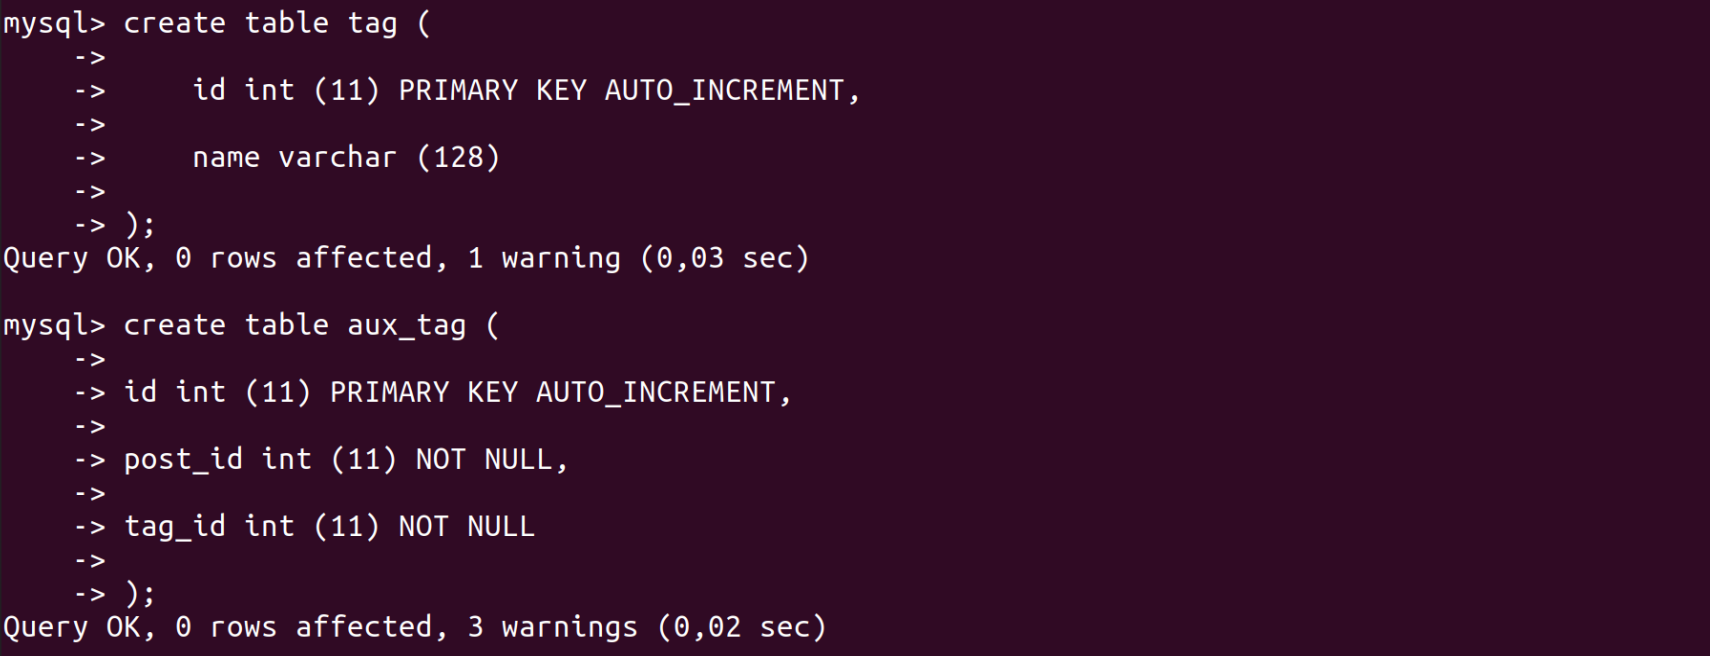 mysql> create table tag (
    ->
    ->     id int (11) PRIMARY KEY AUTO_INCREMENT,
    ->
    ->     name varchar (128)
    ->
    -> );
Query OK, 0 rows affected, 1 warning (0,03 sec)

mysql> create table aux_tag (
    ->
    -> id int (11) PRIMARY KEY AUTO_INCREMENT,
    ->
    -> post_id int (11) NOT NULL,
    ->
    -> tag_id int (11) NOT NULL
    ->
    -> );
Query OK, 0 rows affected, 3 warnings (0,02 sec)